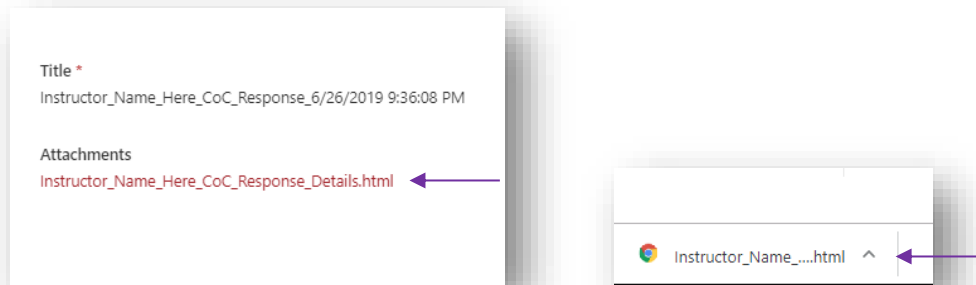 Title *
Instructor_Name_Here_CoC_Response_6/26/2019 9:36:08 PM
Attachments
Instructor_Name_Here_CoC_Response_Details.html
Instructor_Name_....html